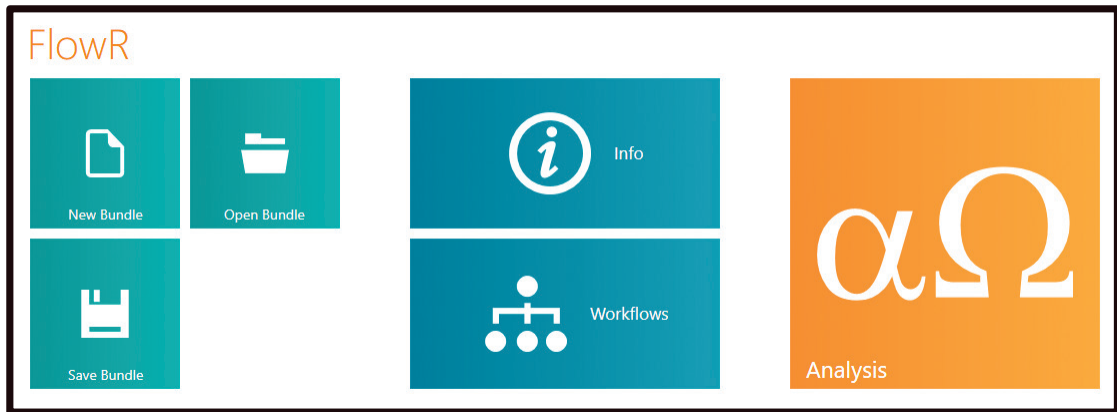 FlowR
New Bundle
Open Bundle
Save Bundle
i
Info
Workflows
αΩ
Analysis